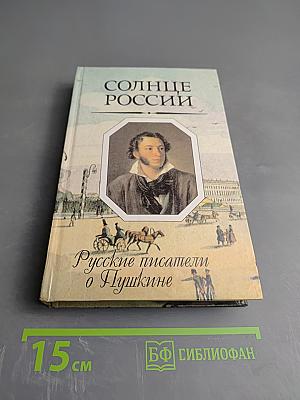 СОЛНЦЕ
РОССИИ
Русские писатели
о Пушкине
15 см
БФ БИБЛИОФАН